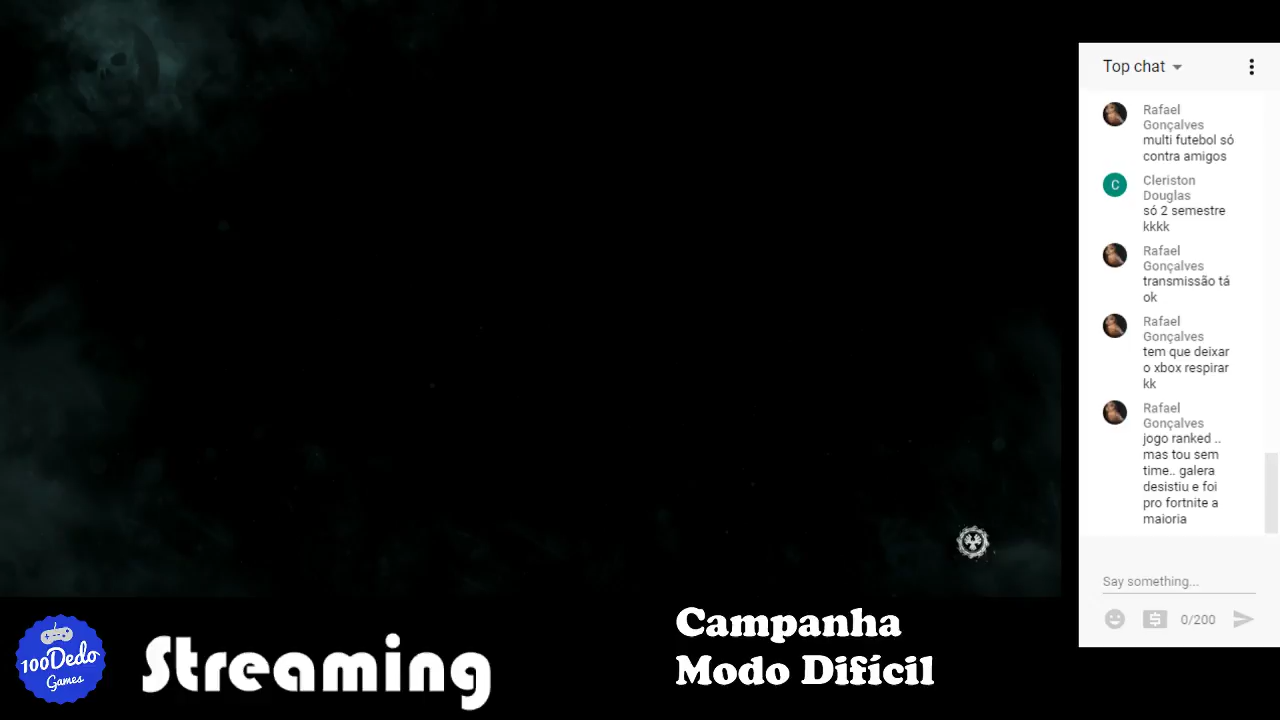 Top chat
Rafael
Gonçalves
multi futebol só
contra amigos
C
Cleriston
Douglas
só 2 semestre
kkkk
Rafael
Gonçalves
transmissão tá
ok
Rafael
Gonçalves
tem que deixar
o xbox respirar
kk
Rafael
Gonçalves
jogo ranked ..
mas tou sem
time.. galera
desistiu e foi
pro fortnite a
maioria
Say something...
0/200
100Dedo
Games
Streaming
Campanha
Modo Difícil